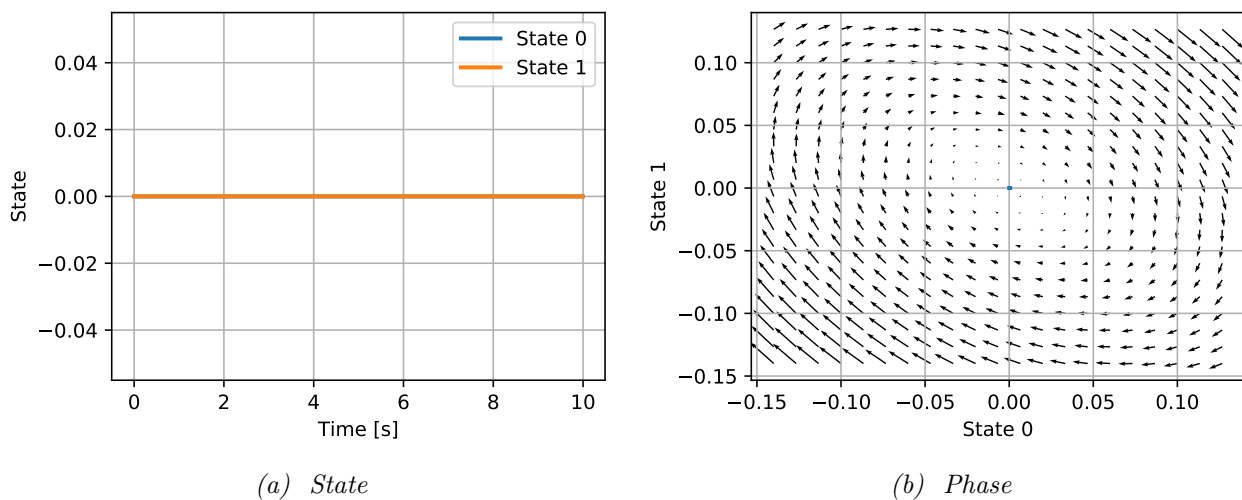 State 0
State 1
0.04
0.02
0.00
−0.02
−0.04
State
0 2 4 6 8 10
Time [s]
(a) State
0.10
0.05
0.00
−0.05
−0.10
−0.15
State 1
−0.15 −0.10 −0.05 0.00 0.05 0.10
State 0
(b) Phase